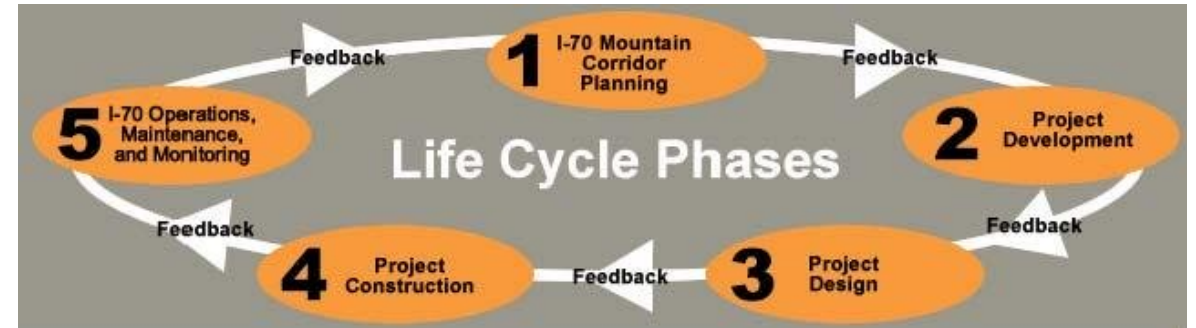 Feedback
1 I-70 Mountain
Corridor
Planning
Feedback
2 Project
Development
Feedback
3 Project
Design
Feedback
4 Project
Construction
Feedback
5 I-70 Operations,
Maintenance,
and Monitoring
Life Cycle Phases